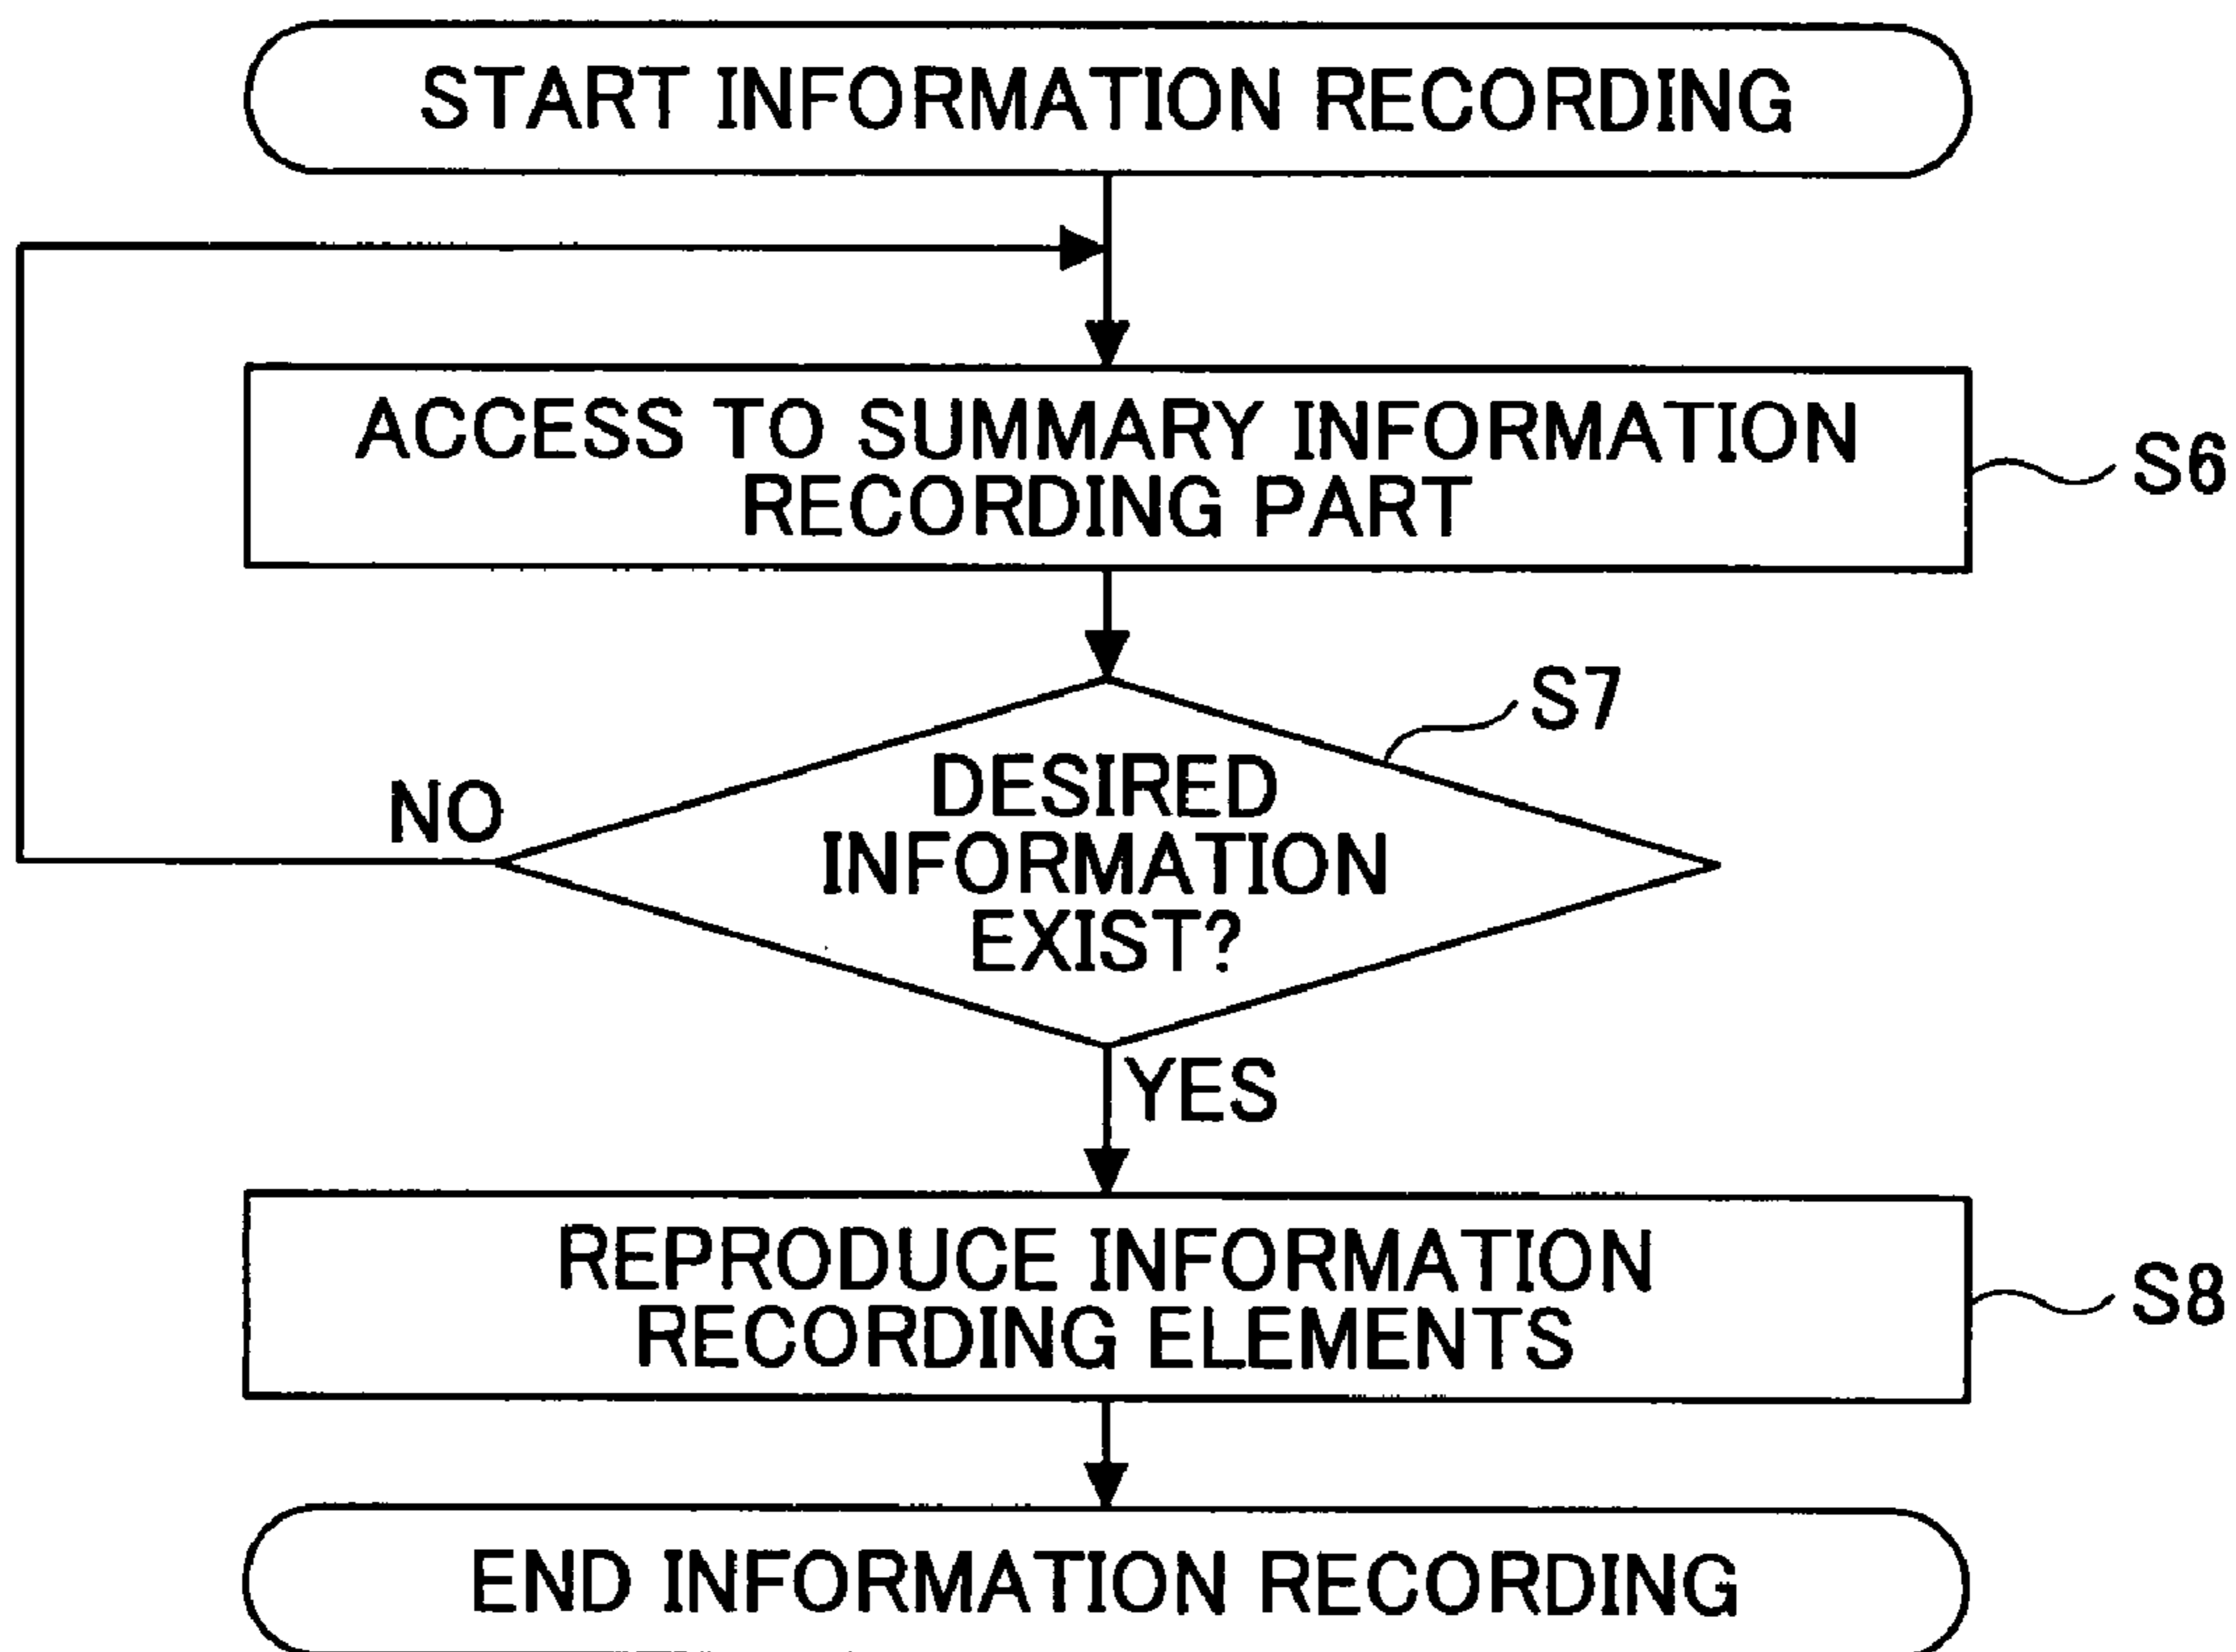 START INFORMATION RECORDING
ACCESS TO SUMMARY INFORMATION
RECORDING PART
S6
S7
DESIRED
INFORMATION
EXIST?
NO
YES
REPRODUCE INFORMATION
RECORDING ELEMENTS
S8
END INFORMATION RECORDING